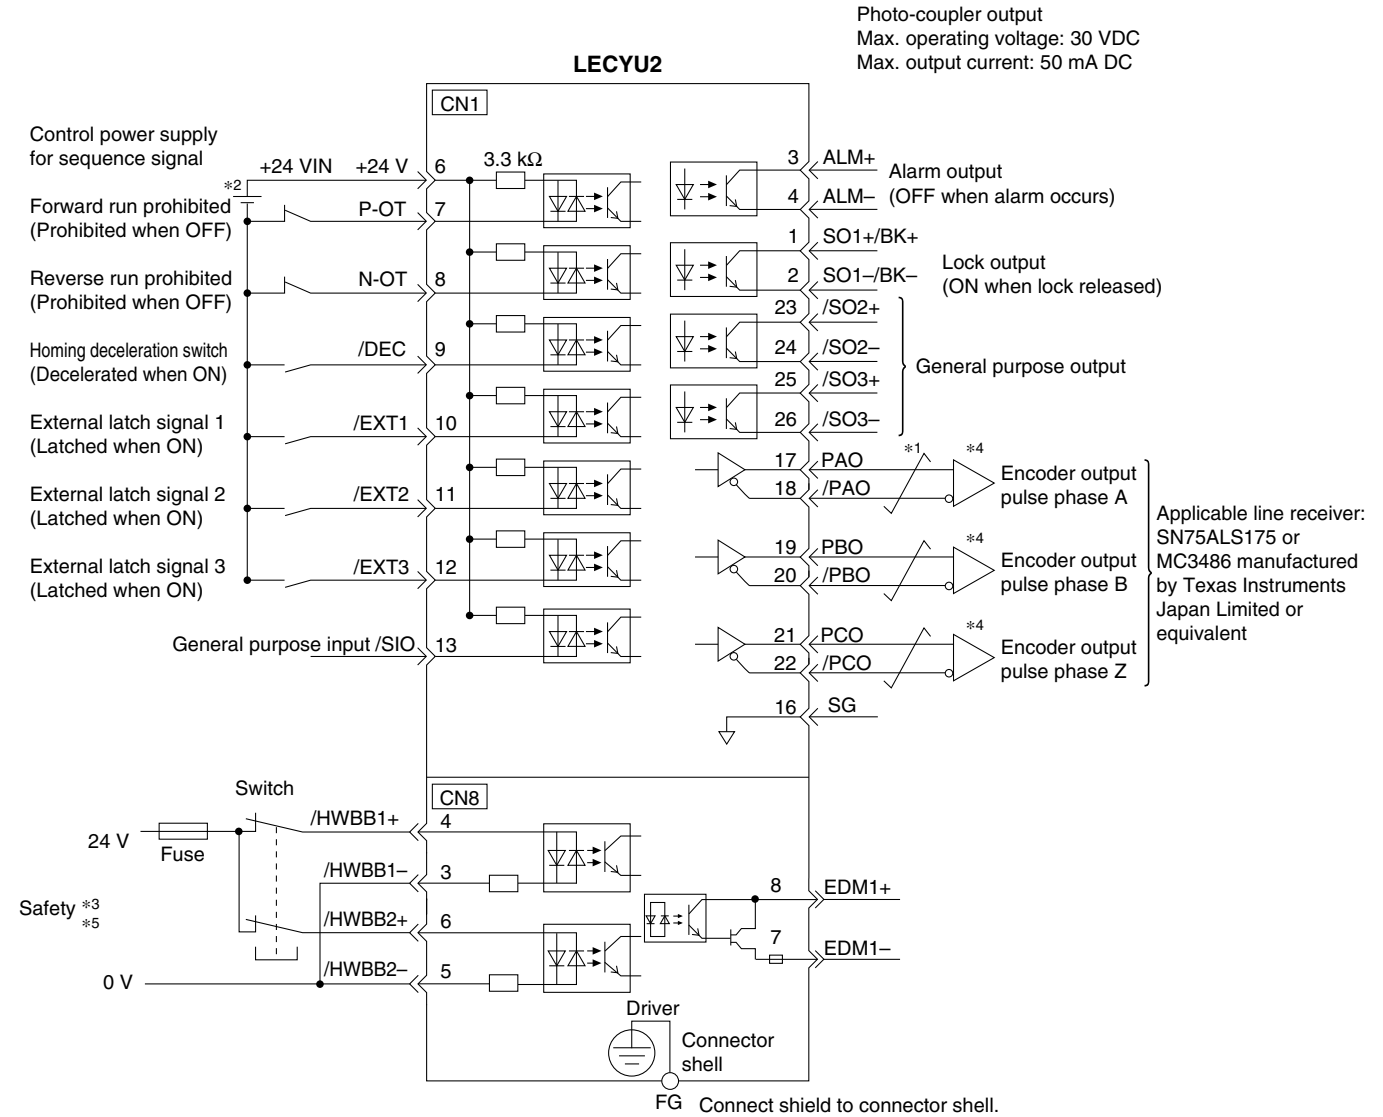 Photo-coupler output
Max. operating voltage: 30 VDC
Max. output current: 50 mA DC
LECYU2
CN1
Control power supply
for sequence signal
+24 VIN
+24 V
6
3.3 kΩ
*2
Forward run prohibited
(Prohibited when OFF)
P-OT
7
Reverse run prohibited
(Prohibited when OFF)
N-OT
8
Homing deceleration switch
(Decelerated when ON)
/DEC
9
External latch signal 1
(Latched when ON)
/EXT1
10
External latch signal 2
(Latched when ON)
/EXT2
11
External latch signal 3
(Latched when ON)
/EXT3
12
General purpose input /SIO
13
3
ALM+
4
ALM–
Alarm output
(OFF when alarm occurs)
1
SO1+/BK+
2
SO1–/BK–
Lock output
(ON when lock released)
23
/SO2+
24
/SO2–
25
/SO3+
26
/SO3–
General purpose output
17
PAO
18
/PAO
*1
*4
Encoder output
pulse phase A
19
PBO
20
/PBO
*4
Encoder output
pulse phase B
21
PCO
22
/PCO
*4
Encoder output
pulse phase Z
Applicable line receiver:
SN75ALS175 or
MC3486 manufactured
by Texas Instruments
Japan Limited or
equivalent
16
SG
CN8
Switch
24 V
Fuse
/HWBB1+
4
/HWBB1–
3
Safety *3
*5
/HWBB2+
6
/HWBB2–
5
0 V
8
EDM1+
7
EDM1–
Driver
Connector
shell
FG
Connect shield to connector shell.